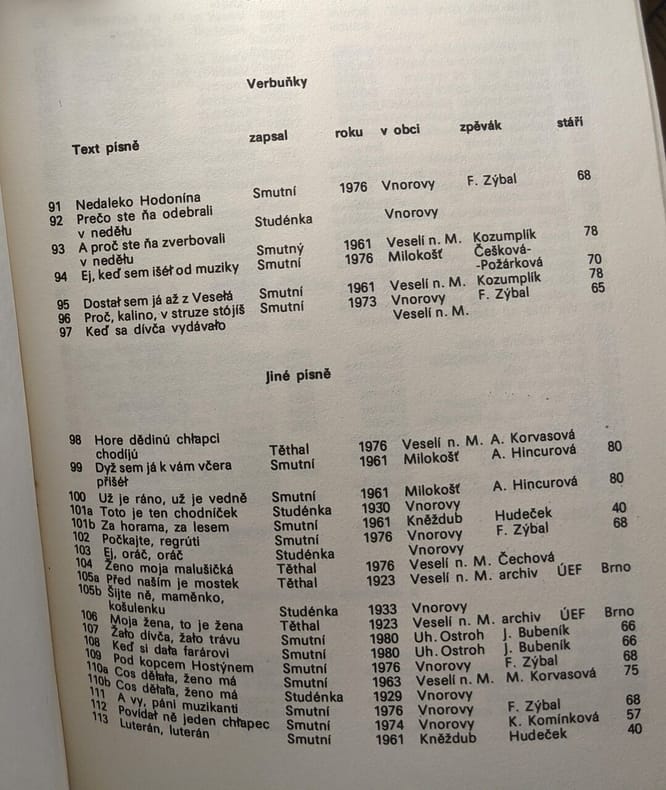 Verbuňky
Text písně zapsal roku v obci zpěvák stáří
91 Nedaleko Hodonína Smutní 1976 Vnorovy F. Zýbal 68
92 Prečo ste ňa odebrali
v nedělu Studénka Vnorovy
93 A proč ste ňa zverbovali
v nedělu Smutný 1961 Veselí n. M. Kozumplík 78
94 Ej, keď sem išéł od muziky Smutní 1976 Milokošť Češková-
-Požárková 70
95 Dostał sem já až z Veselá Smutní 1961 Veselí n. M. Kozumplík 78
96 Proč, kalino, v struze stójíš Smutní 1973 Vnorovy F. Zýbal 65
97 Keď sa dívča vydávało Veselí n. M.
Jiné písně
98 Hore dědinú chłapci
chodíjú Těthal 1976 Veselí n. M. A. Korvasová
99 Dyž sem já k vám včera
přišéł Smutní 1961 Milokošť A. Hincurová 80
100 Už je ráno, už je vedně Smutní 1961 Milokošť A. Hincurová 80
101a Toto je ten chodníček Studénka 1930 Vnorovy
101b Za horama, za lesem Smutní 1961 Kněždub Hudeček 40
102 Počkajte, regrúti Smutní 1976 Vnorovy F. Zýbal 68
103 Ej, oráč, oráč Studénka Vnorovy
104 Ženo moja malušičká Těthal 1976 Veselí n. M. Čechová
105a Před naším je mostek Těthal 1923 Veselí n. M. archiv ÚEF Brno
105b Šijte ně, maměnko,
košulenku Studénka 1933 Vnorovy
106 Moja žena, to je žena Těthal 1923 Veselí n. M. archiv ÚEF Brno
107 Žało dívča, žało trávu Smutní 1980 Uh. Ostroh J. Bubeník 66
108 Keď si dała farárovi Smutní 1980 Uh. Ostroh J. Bubeník 66
109 Pod kopcem Hostýnem Smutní 1976 Vnorovy F. Zýbal 68
110a Cos děłała, ženo má Smutní 1963 Veselí n. M. M. Korvasová 75
110b Cos děłała, ženo má Studénka 1929 Vnorovy
111 A vy, páni muzikanti Smutní 1976 Vnorovy F. Zýbal 68
112 Povídał ně jeden chłapec Smutní 1974 Vnorovy K. Komínková 57
113 Luterán, luterán Smutní 1961 Kněždub Hudeček 40